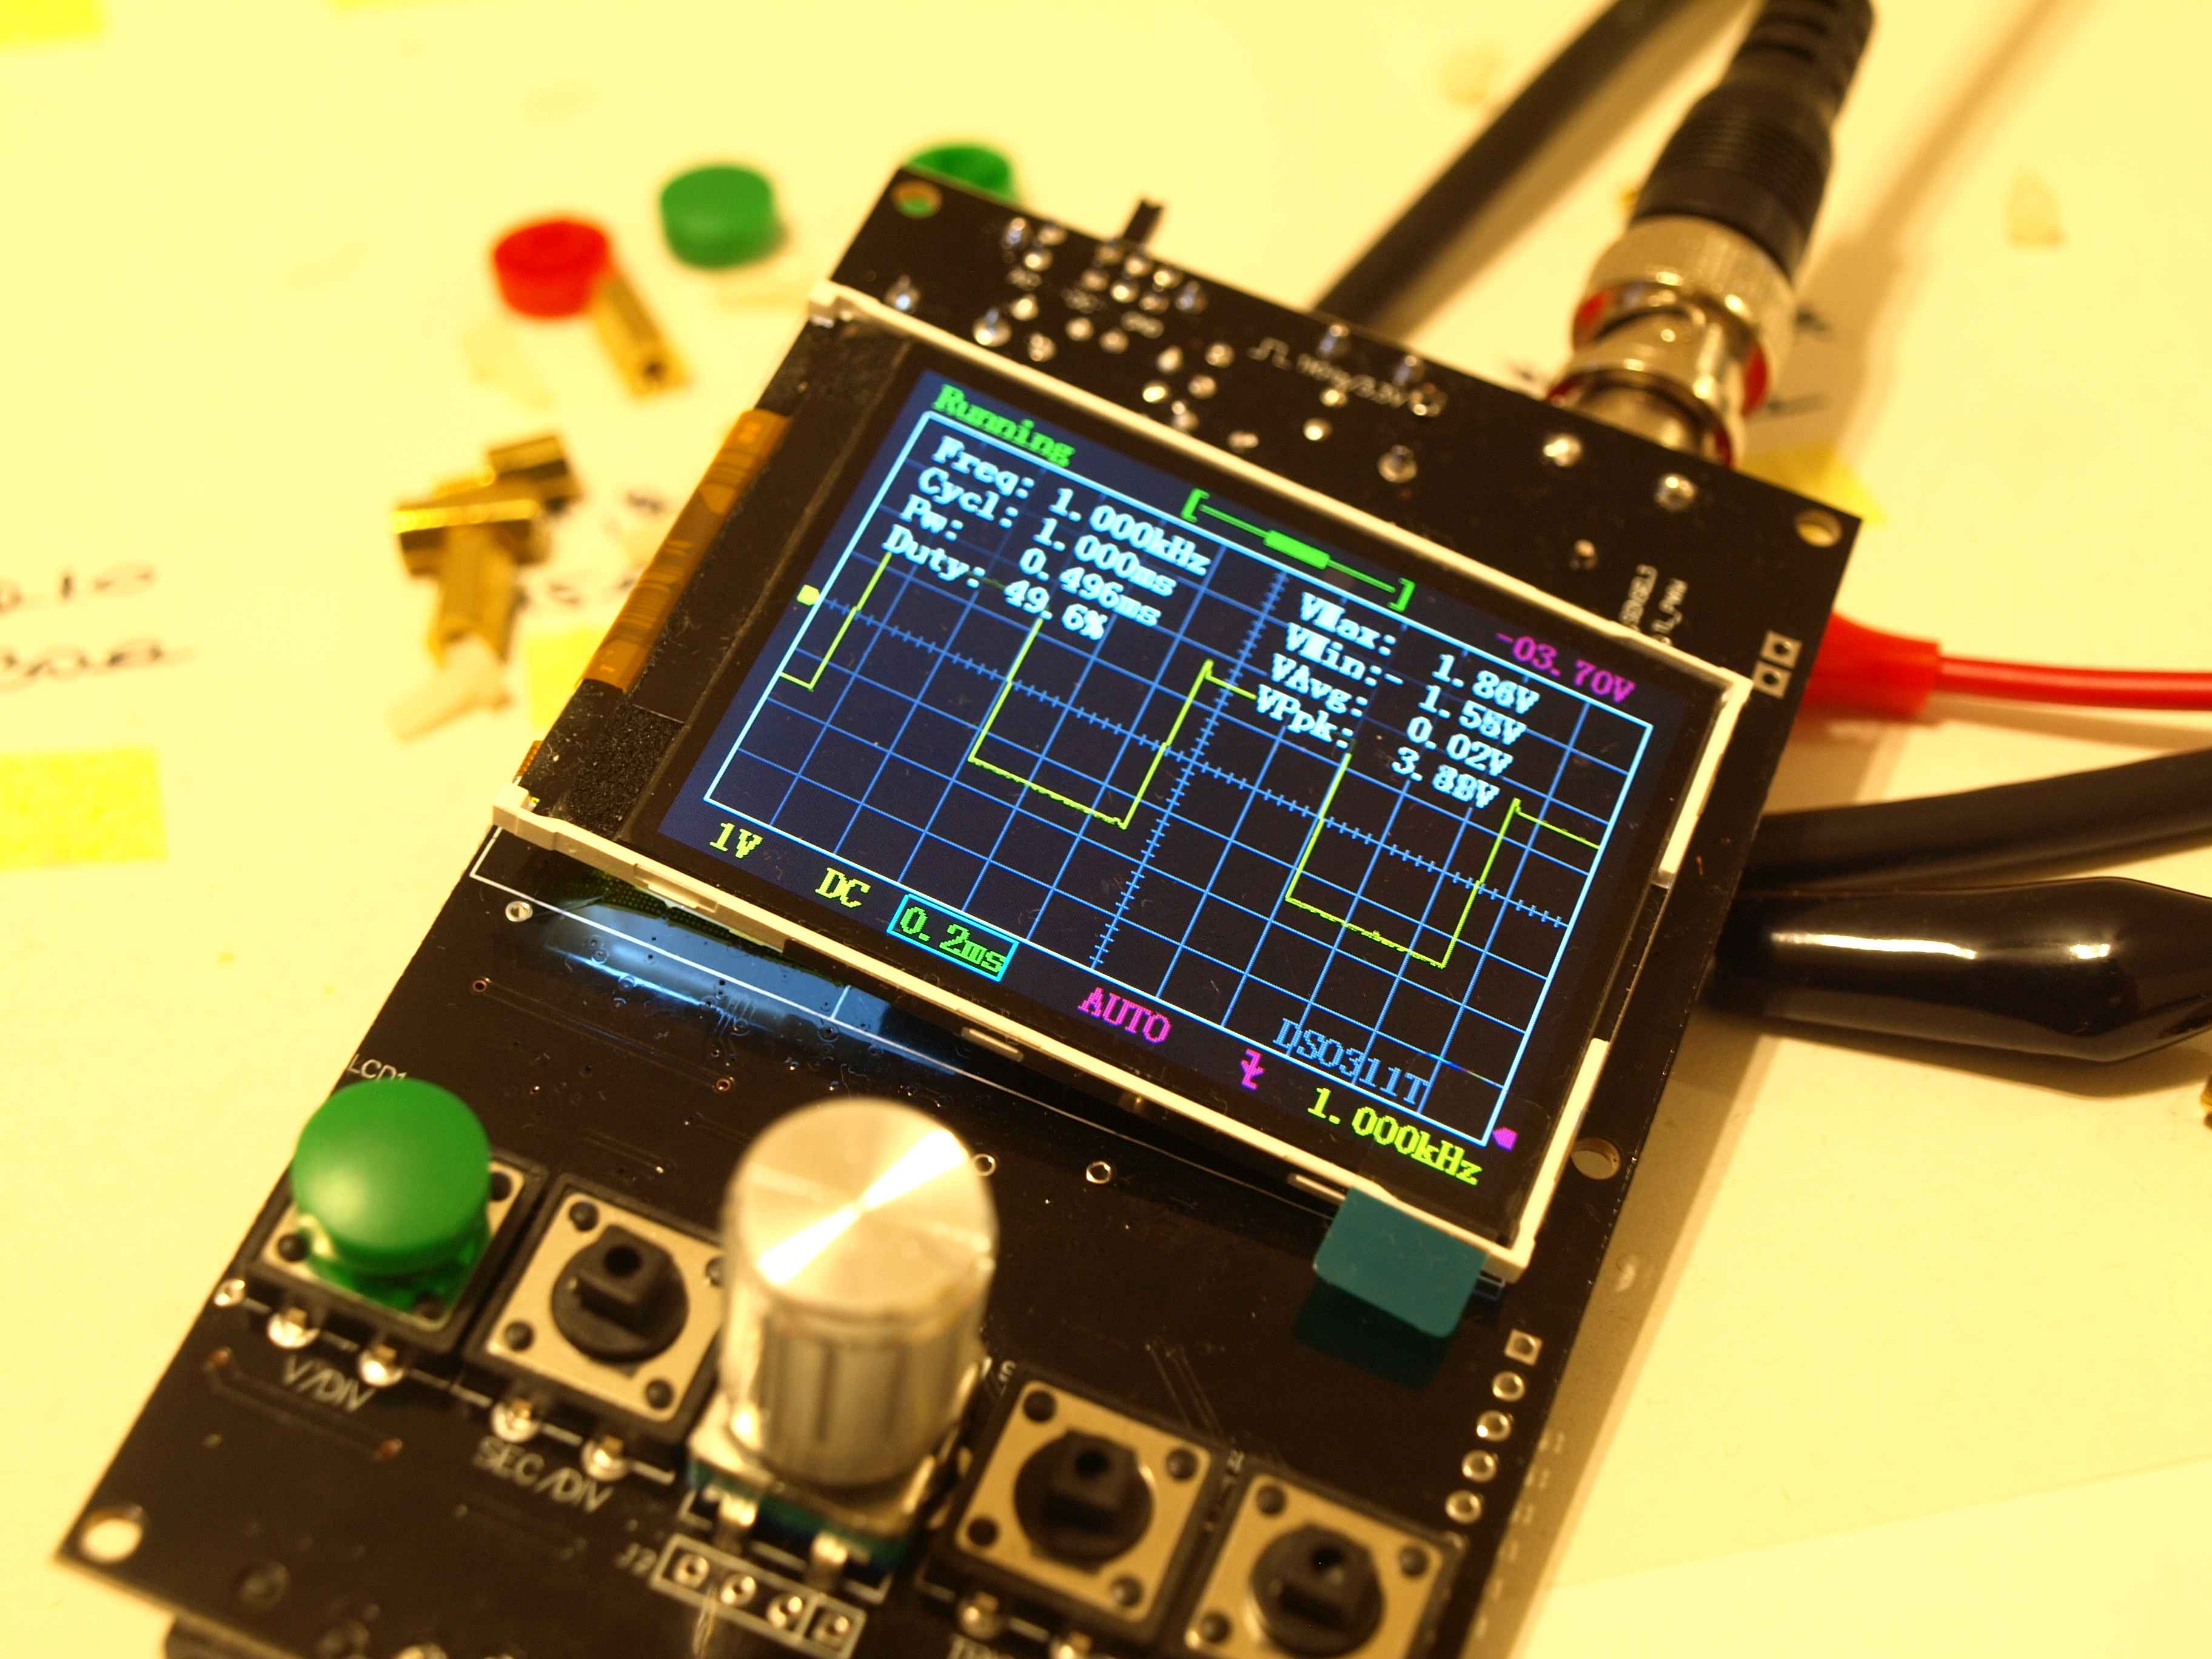 Running
Freq: 1.000kHz
Cycl: 1.000ms
Pw: 0.496ms
Duty: 49.6%
-03.70V
VMax: 1.86V
VMin:- 1.55V
VAvg: 0.02V
VPpk: 3.
1V
DC
0.2ms
AUTO
DSO311T
1.000kHz
LCD1
V/DIV
SEC/DIV
J2